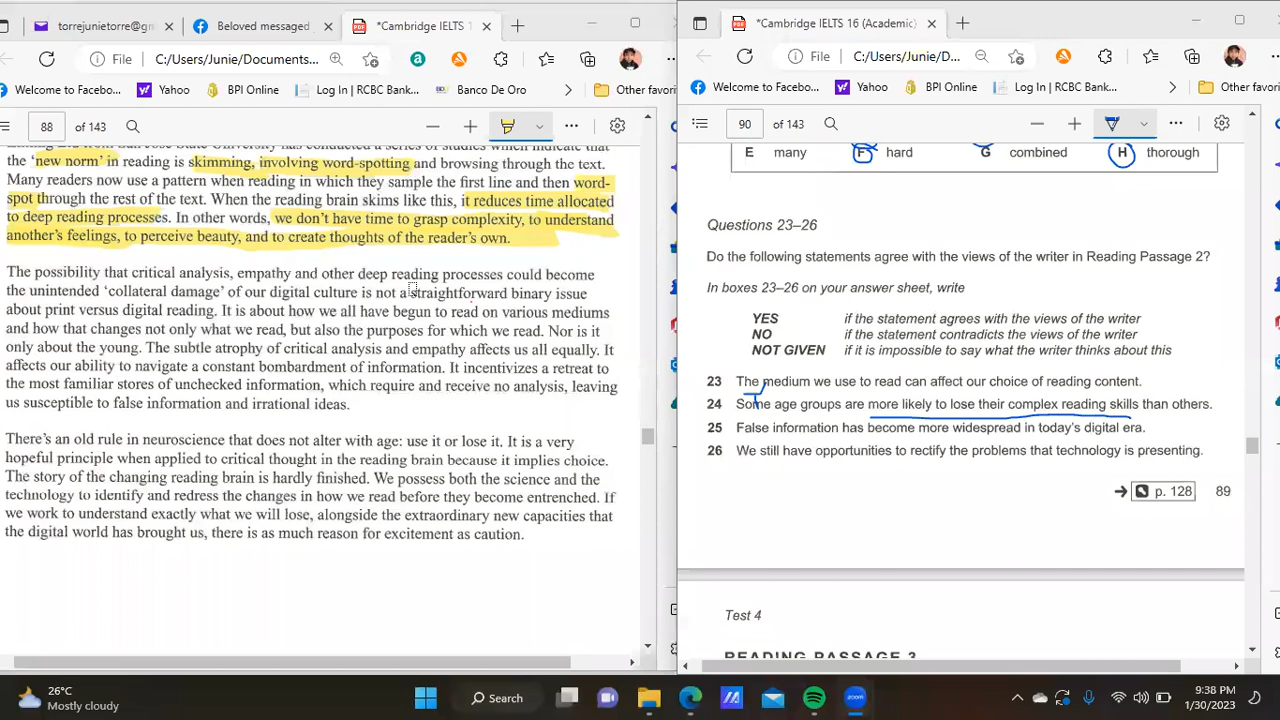 torrejunietorre@gr
Beloved messaged
*Cambridge IELTS 1
*Cambridge IELTS 16 (Academic)
File
C:/Users/Junie/Documents...
File
C:/Users/Junie/D...
Welcome to Facebo...
Yahoo
BPI Online
Log In | RCBC Bank...
Banco De Oro
Other favori
Welcome to Facebo...
Yahoo
BPI Online
Log In | RCBC Bank...
Other favor
88 of 143
90 of 143
the 'new norm' in reading is skimming, involving word-spotting and browsing through the text.
Many readers now use a pattern when reading in which they sample the first line and then word-
spot through the rest of the text. When the reading brain skims like this, it reduces time allocated
to deep reading processes. In other words, we don't have time to grasp complexity, to understand
another's feelings, to perceive beauty, and to create thoughts of the reader's own.
The possibility that critical analysis, empathy and other deep reading processes could become
the unintended 'collateral damage' of our digital culture is not a straightforward binary issue
about print versus digital reading. It is about how we all have begun to read on various mediums
and how that changes not only what we read, but also the purposes for which we read. Nor is it
only about the young. The subtle atrophy of critical analysis and empathy affects us all equally. It
affects our ability to navigate a constant bombardment of information. It incentivizes a retreat to
the most familiar stores of unchecked information, which require and receive no analysis, leaving
us susceptible to false information and irrational ideas.
There's an old rule in neuroscience that does not alter with age: use it or lose it. It is a very
hopeful principle when applied to critical thought in the reading brain because it implies choice.
The story of the changing reading brain is hardly finished. We possess both the science and the
technology to identify and redress the changes in how we read before they become entrenched. If
we work to understand exactly what we will lose, alongside the extraordinary new capacities that
the digital world has brought us, there is as much reason for excitement as caution.
E many F hard G combined H thorough
Questions 23–26
Do the following statements agree with the views of the writer in Reading Passage 2?
In boxes 23–26 on your answer sheet, write
YES if the statement agrees with the views of the writer
NO if the statement contradicts the views of the writer
NOT GIVEN if it is impossible to say what the writer thinks about this
23 The medium we use to read can affect our choice of reading content.
24 Some age groups are more likely to lose their complex reading skills than others.
25 False information has become more widespread in today's digital era.
26 We still have opportunities to rectify the problems that technology is presenting.
p. 128 89
Test 4
READING PASSAGE 3
26°C
Mostly cloudy
Search
zoom
9:38 PM
1/30/2023